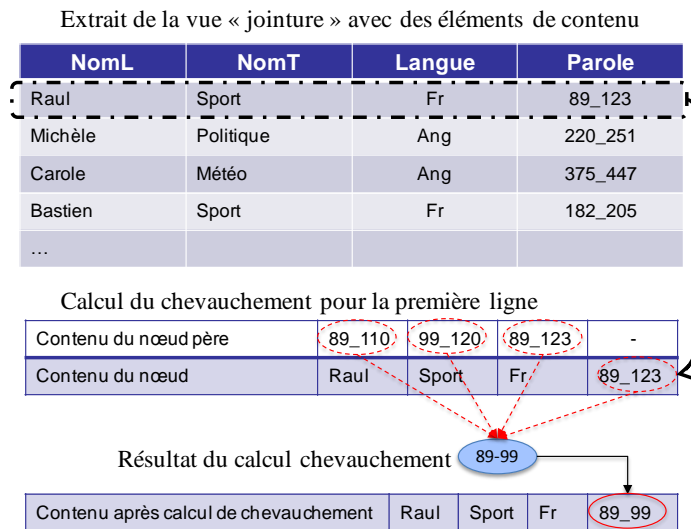 Extrait de la vue « jointure » avec des éléments de contenu
NomL NomT Langue Parole
Raul Sport Fr 89_123
Michèle Politique Ang 220_251
Carole Météo Ang 375_447
Bastien Sport Fr 182_205
…
Calcul du chevauchement pour la première ligne
Contenu du nœud père 89_110 99_120 89_123 -
Contenu du nœud Raul Sport Fr 89_123
Résultat du calcul chevauchement 89-99
Contenu après calcul de chevauchement Raul Sport Fr 89_99